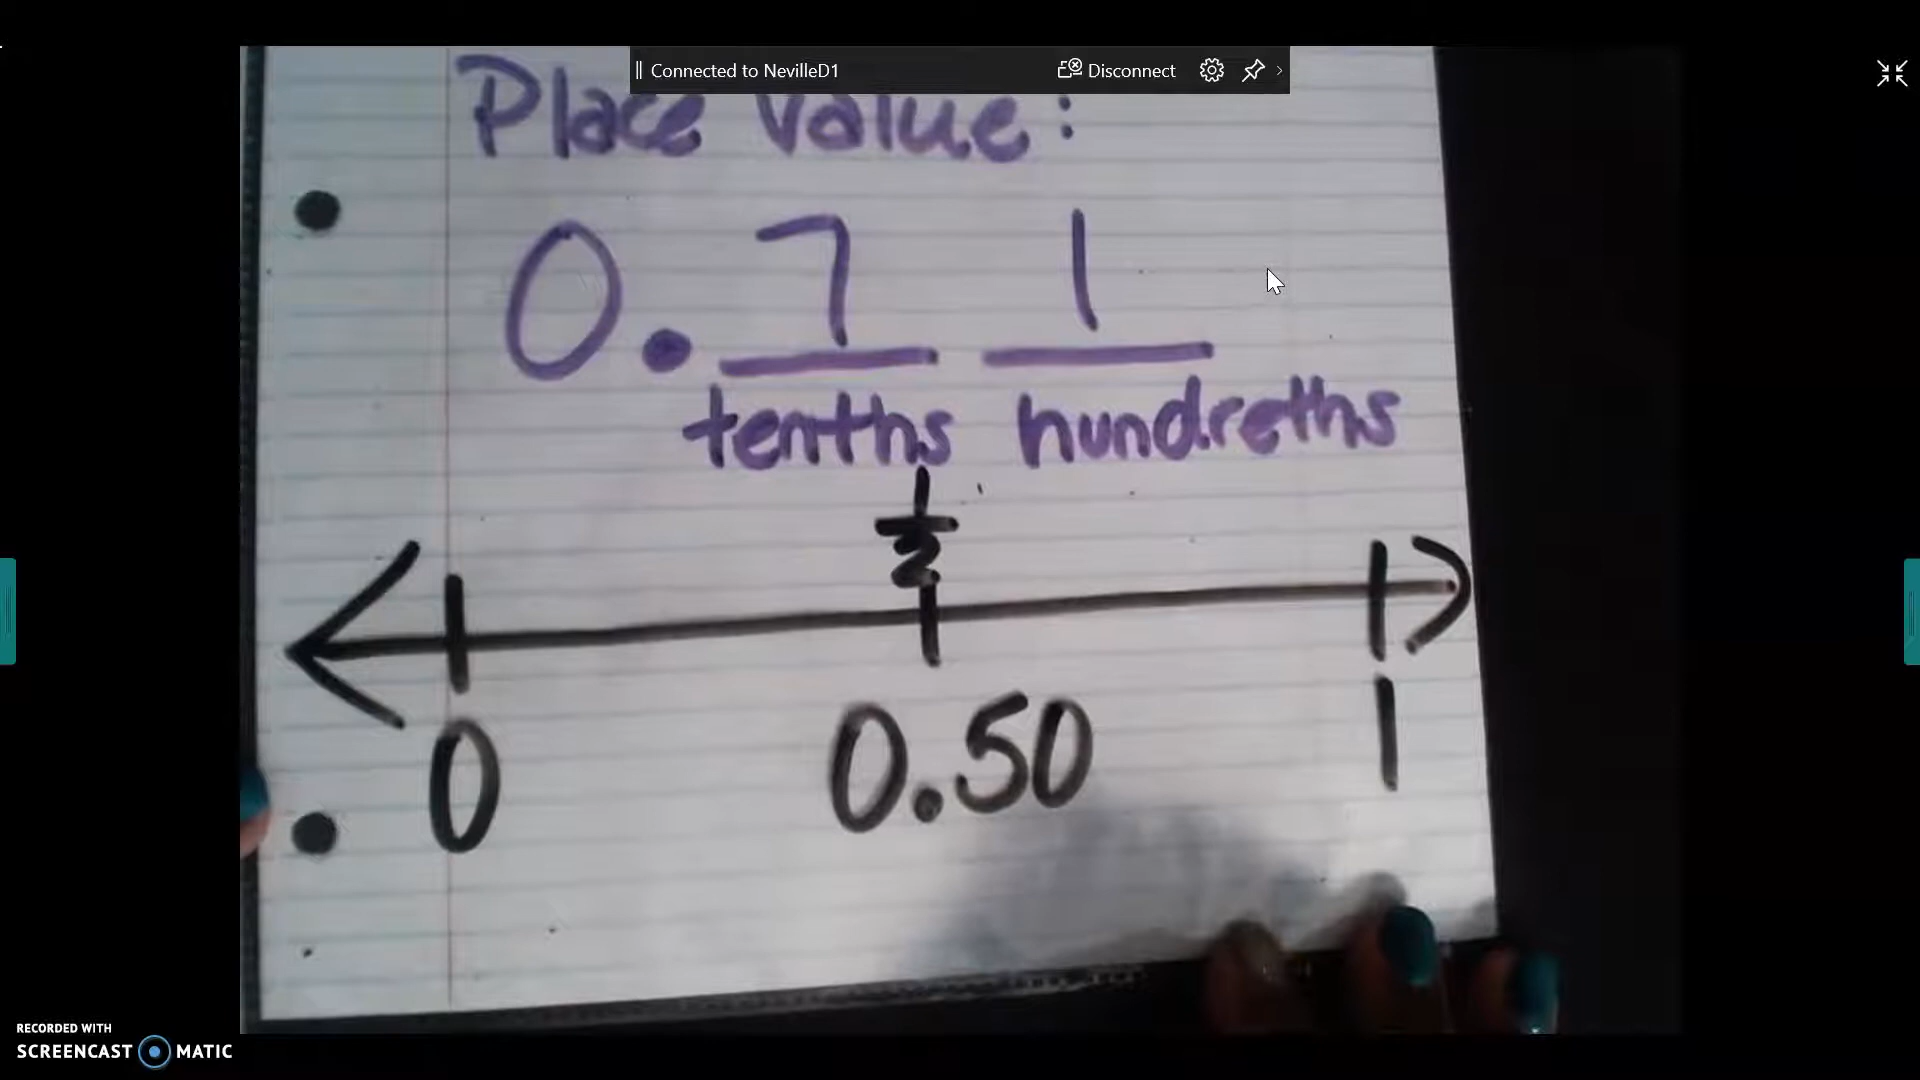 Connected to NevilleD1 Disconnect
Place Value:
0.71
tenths hundreths
1
2
0 0.50 1
RECORDED WITH
SCREENCAST MATIC